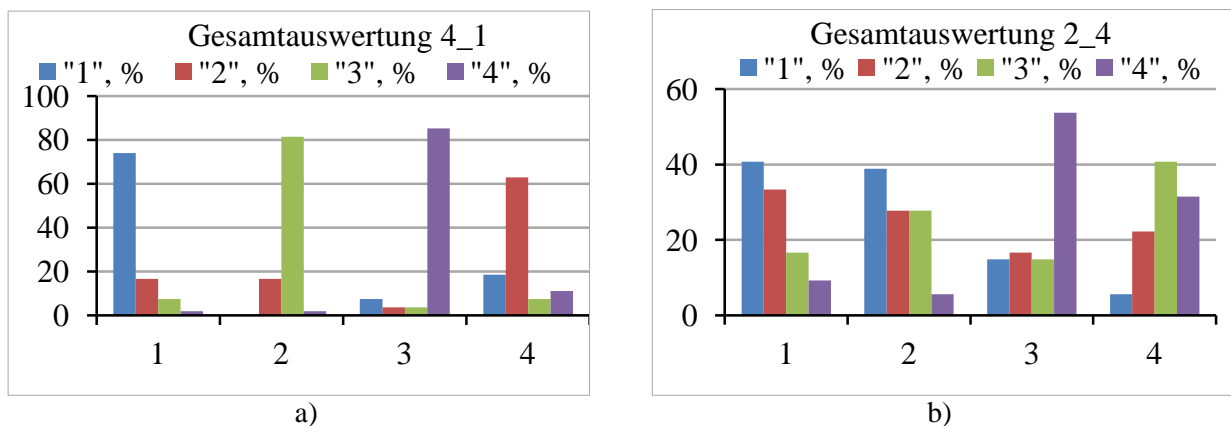 Gesamtauswertung 4_1
"1", % "2", % "3", % "4", %
100
80
60
40
20
0
1 2 3 4
a)
Gesamtauswertung 2_4
"1", % "2", % "3", % "4", %
60
40
20
0
1 2 3 4
b)